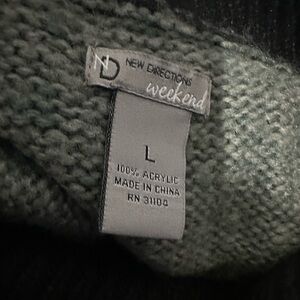 ND NEW DIRECTIONS
weekend
L
100% ACRYLIC
MADE IN CHINA
RN 31104